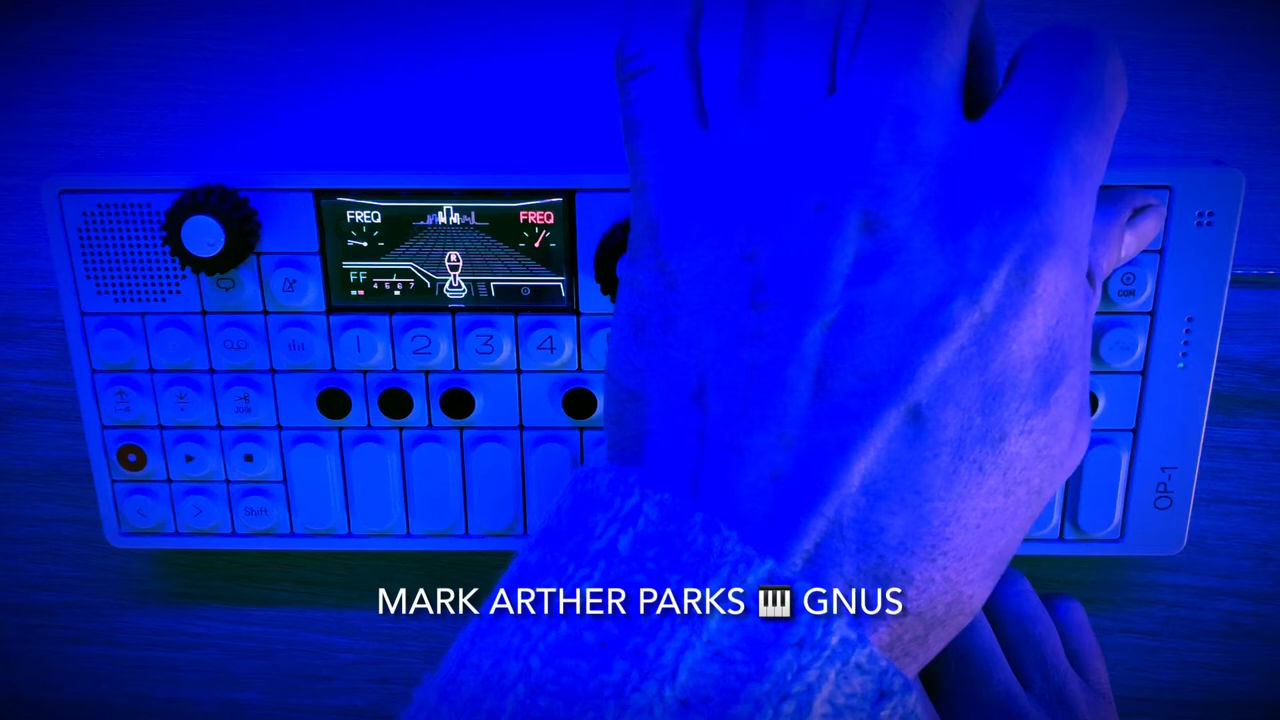 FREQ
FREQ
R
FF
4 5 6 7
COM
1 2 3 4
JOIN
Shift
OP-1
MARK ARTHER PARKS 🎹 GNUS